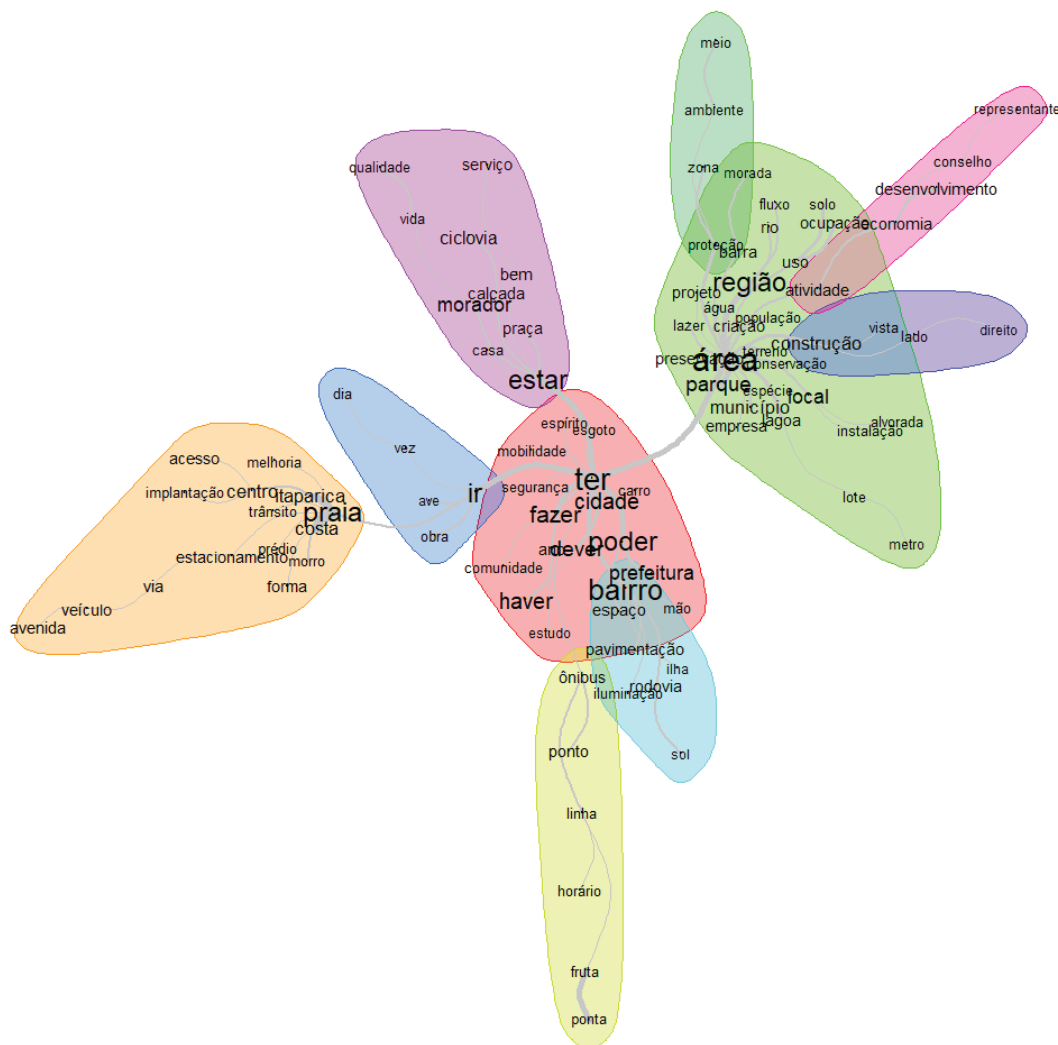 meio
ambiente
representante
conselho
desenvolvimento
economia
zona
morada
fluxo
solo
rio
ocupação
proteção
barra
uso
região
atividade
projeto
água
população
lazer
criação
construção
vista
lado
direito
terreno
preservação
conservação
área
parque
espécie
local
município
lagoa
empresa
alvorada
instalação
lote
metro
qualidade
serviço
vida
ciclovia
bem
calçada
morador
praça
casa
estar
dia
vez
ir
ave
obra
acesso
melhoria
implantação
centro
itaparica
trânsito
praia
costa
prédio
estacionamento
morro
via
forma
veículo
avenida
espírito
esgoto
mobilidade
ter
segurança
carro
cidade
fazer
poder
ano
dever
comunidade
prefeitura
bairro
haver
espaço
mão
estudo
pavimentação
ilha
rodovia
iluminação
sol
ônibus
ponto
linha
horário
fruta
ponta